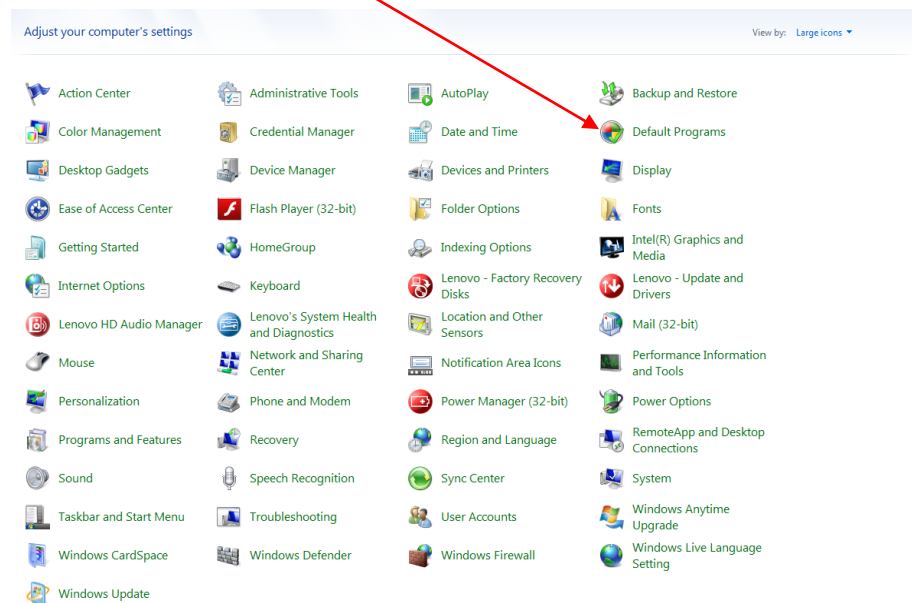 Adjust your computer's settings
View by: Large icons
Action Center
Administrative Tools
AutoPlay
Backup and Restore
Color Management
Credential Manager
Date and Time
Default Programs
Desktop Gadgets
Device Manager
Devices and Printers
Display
Ease of Access Center
Flash Player (32-bit)
Folder Options
Fonts
Getting Started
HomeGroup
Indexing Options
Intel(R) Graphics and
Media
Internet Options
Keyboard
Lenovo - Factory Recovery
Disks
Lenovo - Update and
Drivers
Lenovo HD Audio Manager
Lenovo's System Health
and Diagnostics
Location and Other
Sensors
Mail (32-bit)
Mouse
Network and Sharing
Center
Notification Area Icons
Performance Information
and Tools
Personalization
Phone and Modem
Power Manager (32-bit)
Power Options
Programs and Features
Recovery
Region and Language
RemoteApp and Desktop
Connections
Sound
Speech Recognition
Sync Center
System
Taskbar and Start Menu
Troubleshooting
User Accounts
Windows Anytime
Upgrade
Windows CardSpace
Windows Defender
Windows Firewall
Windows Live Language
Setting
Windows Update